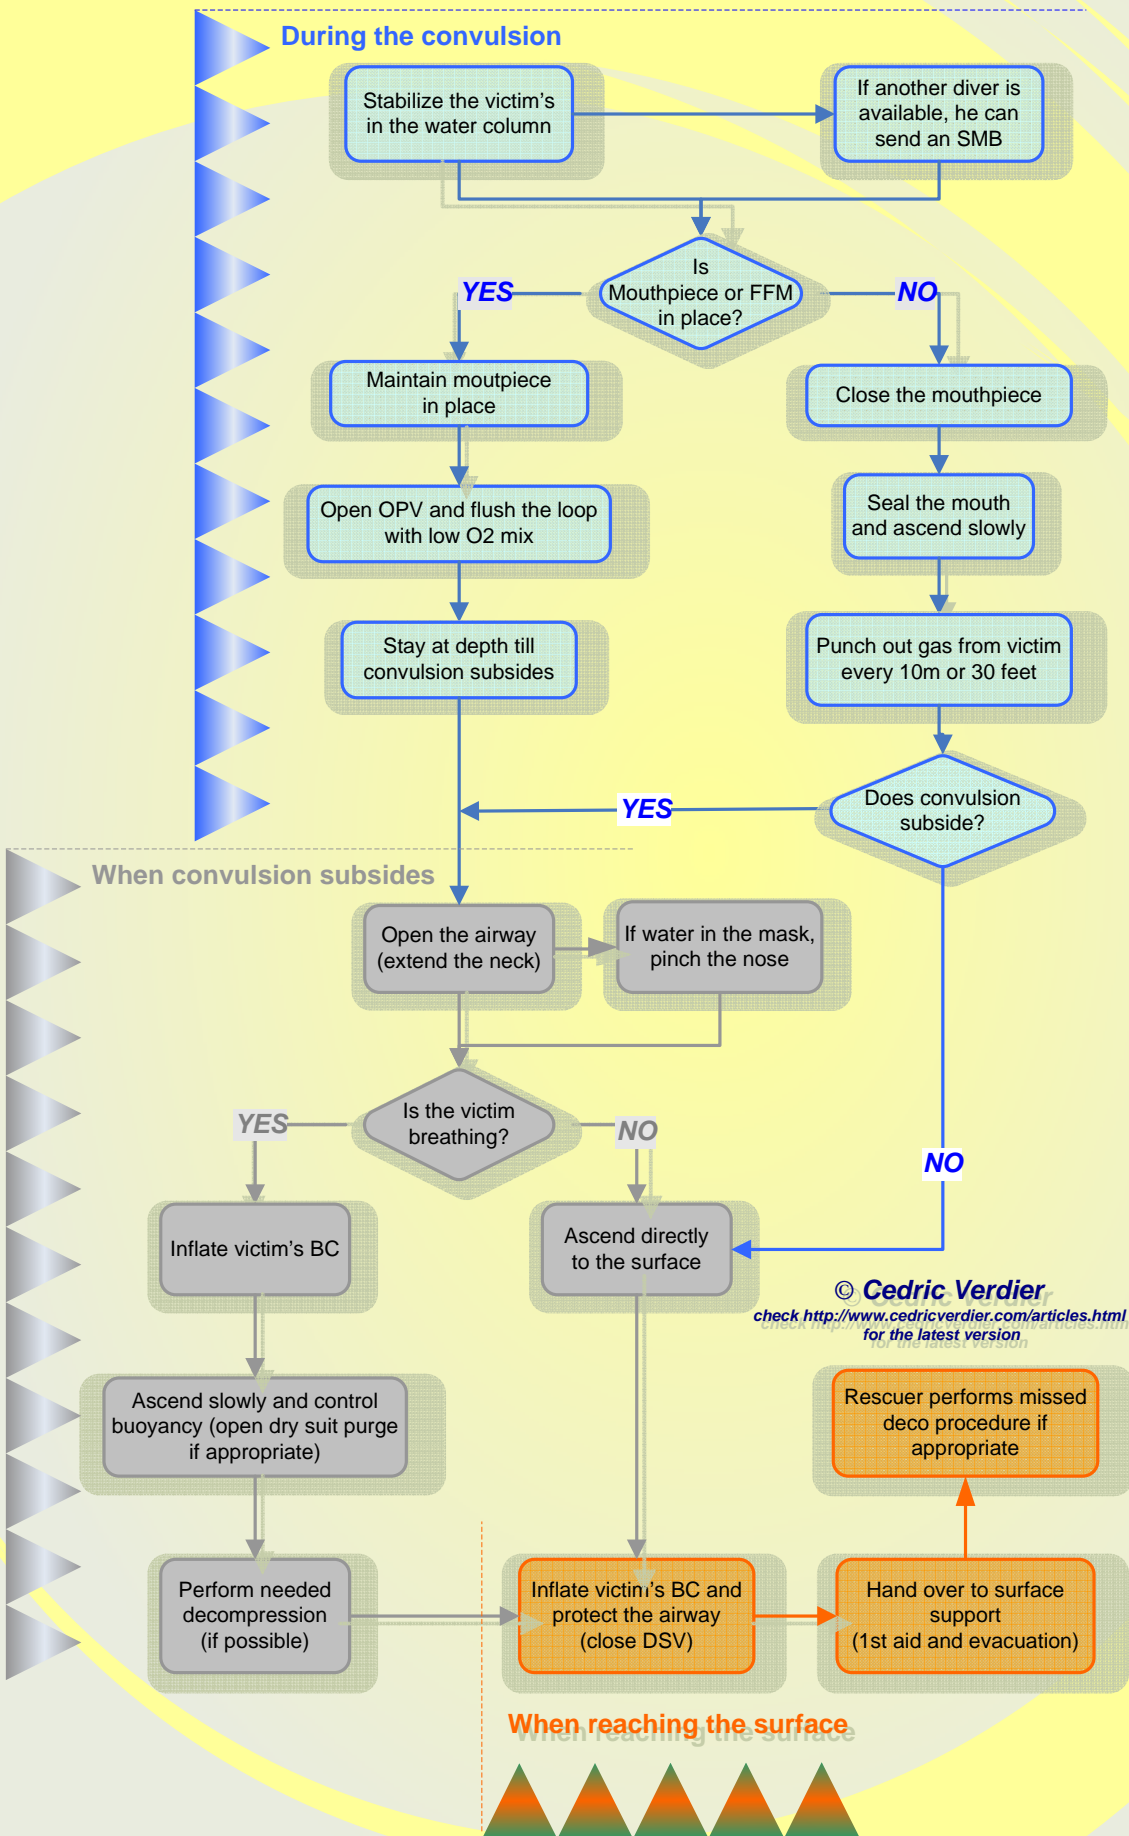 During the convulsion
Stabilize the victim's
in the water column
If another diver is
available, he can
send an SMB
Is
Mouthpiece or FFM
in place?
YES
NO
Maintain moutpiece
in place
Close the mouthpiece
Open OPV and flush the loop
with low O2 mix
Seal the mouth
and ascend slowly
Stay at depth till
convulsion subsides
Punch out gas from victim
every 10m or 30 feet
Does convulsion
subside?
YES
When convulsion subsides
Open the airway
(extend the neck)
If water in the mask,
pinch the nose
Is the victim
breathing?
YES
NO
NO
Inflate victim's BC
Ascend directly
to the surface
© Cedric Verdier
check http://www.cedricverdier.com/articles.html
for the latest version
Ascend slowly and control
buoyancy (open dry suit purge
if appropriate)
Rescuer performs missed
deco procedure if
appropriate
Perform needed
decompression
(if possible)
Inflate victim's BC and
protect the airway
(close DSV)
Hand over to surface
support
(1st aid and evacuation)
When reaching the surface